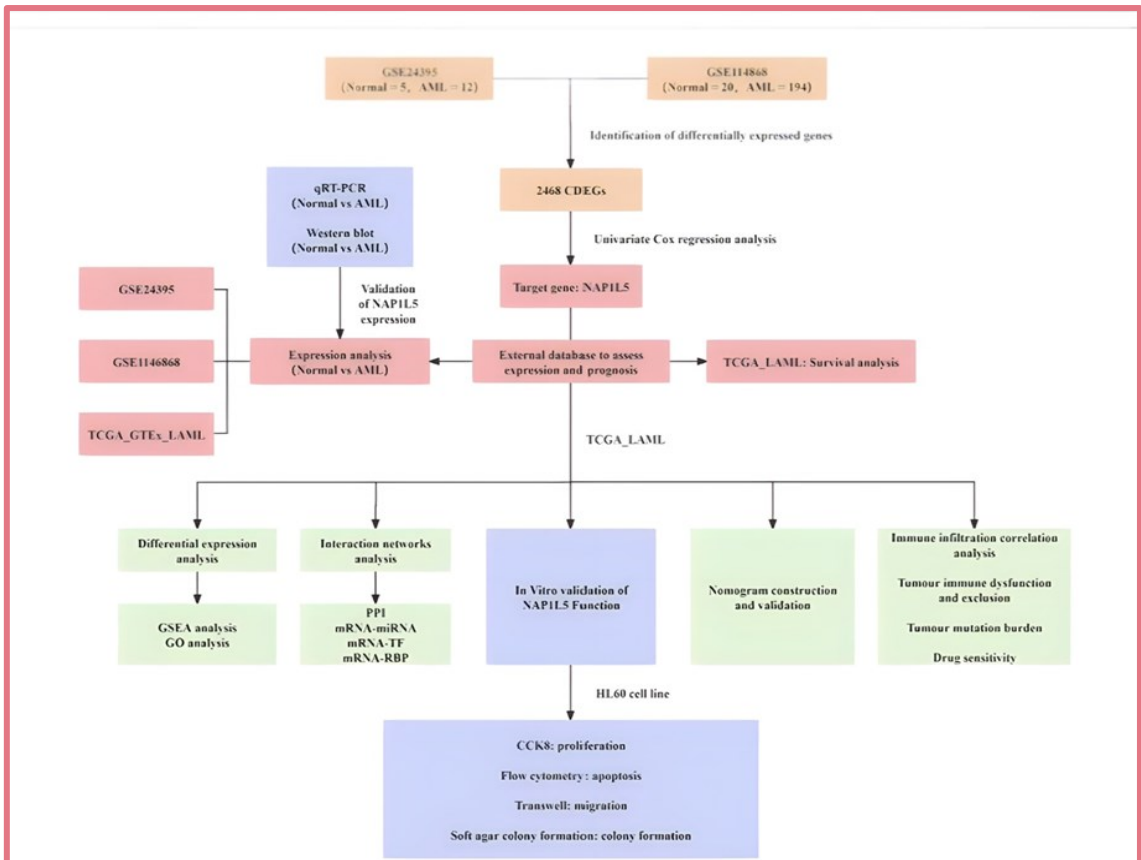 GSE24395
(Normal = 5, AML = 12)
GSE114868
(Normal = 20, AML = 194)
Identification of differentially expressed genes
2468 CDEGs
qRT-PCR
(Normal vs AML)
Western blot
(Normal vs AML)
Univariate Cox regression analysis
Target gene: NAP1L5
Validation
of NAP1L5
expression
GSE24395
GSE1146868
TCGA_GTEx_LAML
Expression analysis
(Normal vs AML)
External database to assess
expression and prognosis
TCGA_LAML: Survival analysis
TCGA_LAML
Differential expression
analysis
GSEA analysis
GO analysis
Interaction networks
analysis
PPI
mRNA-miRNA
mRNA-TF
mRNA-RBP
In Vitro validation of
NAP1L5 Function
Nomogram construction
and validation
Immune infiltration correlation
analysis
Tumour immune dysfunction
and exclusion
Tumour mutation burden
Drug sensitivity
HL60 cell line
CCK8: proliferation
Flow cytometry: apoptosis
Transwell: migration
Soft agar colony formation: colony formation